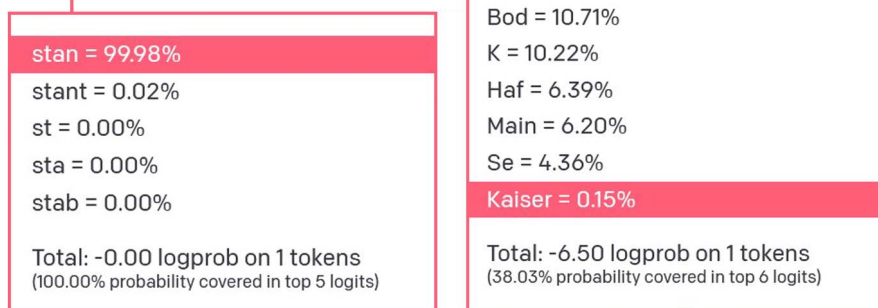 stan = 99.98%
stant = 0.02%
st = 0.00%
sta = 0.00%
stab = 0.00%
Total: -0.00 logprob on 1 tokens
(100.00% probability covered in top 5 logits)
Bod = 10.71%
K = 10.22%
Haf = 6.39%
Main = 6.20%
Se = 4.36%
Kaiser = 0.15%
Total: -6.50 logprob on 1 tokens
(38.03% probability covered in top 6 logits)